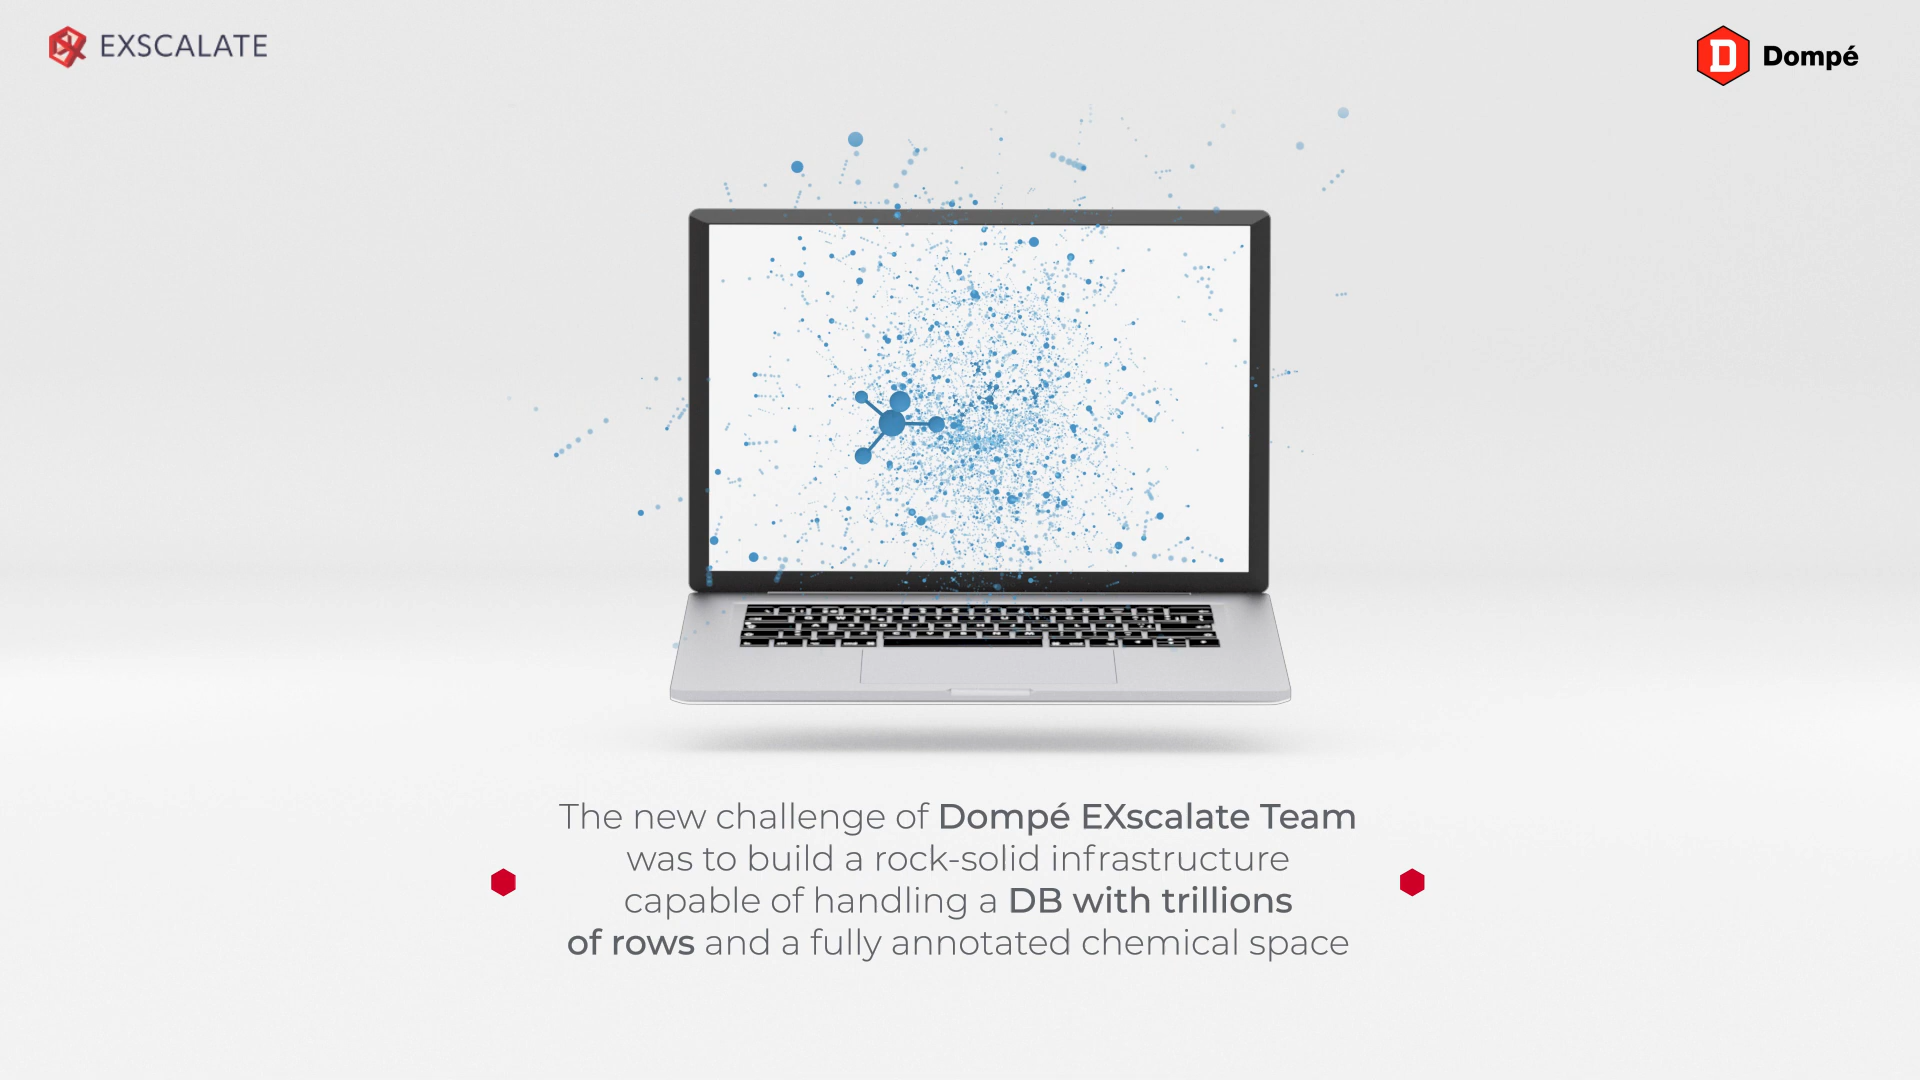 EXSCALATE
Dompé
The new challenge of Dompé EXscalate Team
was to build a rock-solid infrastructure
capable of handling a DB with trillions
of rows and a fully annotated chemical space